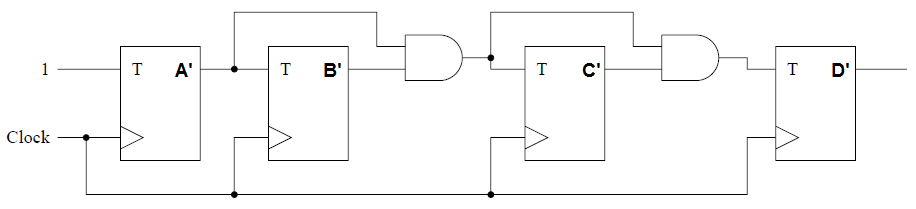 1 T A' T B' T C' T D'
Clock